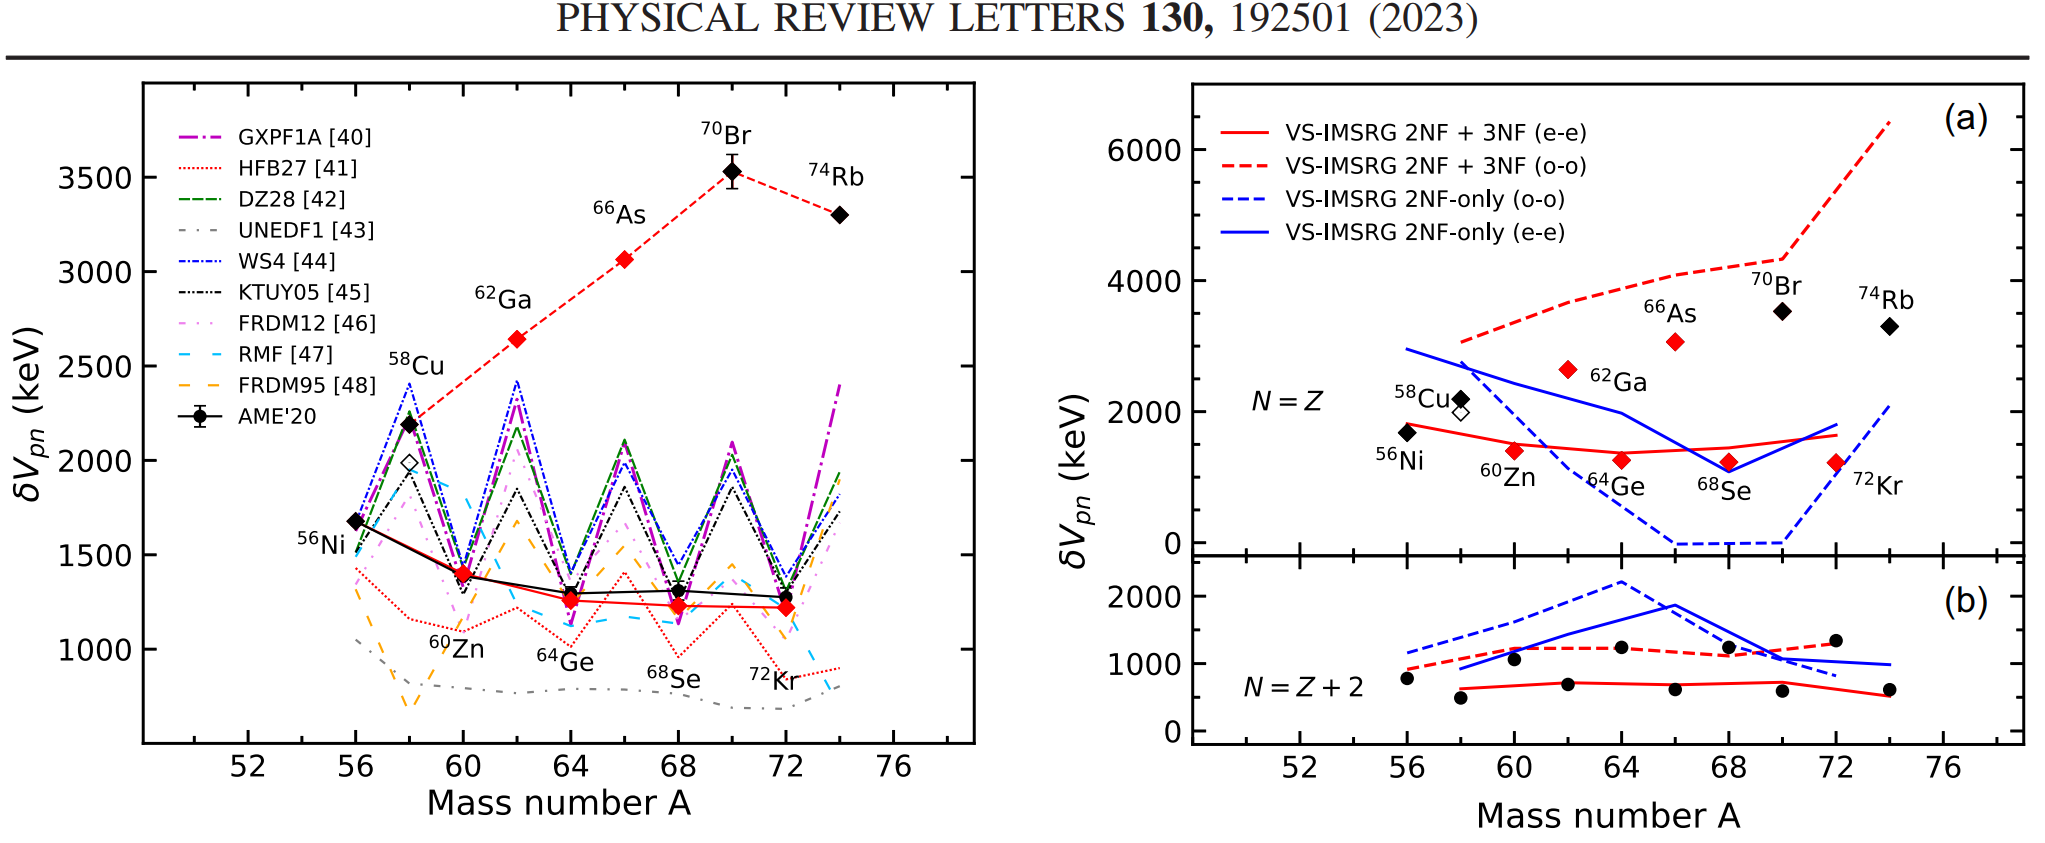 PHYSICAL REVIEW LETTERS 130, 192501 (2023)
GXPF1A [40]
HFB27 [41]
DZ28 [42]
UNEDF1 [43]
WS4 [44]
KTUY05 [45]
FRDM12 [46]
RMF [47]
FRDM95 [48]
AME'20
⁷⁰Br
⁷⁴Rb
⁶⁶As
⁶²Ga
⁵⁸Cu
⁵⁶Ni
⁶⁰Zn
⁶⁴Ge
⁶⁸Se
⁷²Kr
3500
3000
2500
2000
1500
1000
δVpn (keV)
52 56 60 64 68 72 76
Mass number A
(a)
VS-IMSRG 2NF + 3NF (e-e)
VS-IMSRG 2NF + 3NF (o-o)
VS-IMSRG 2NF-only (o-o)
VS-IMSRG 2NF-only (e-e)
⁷⁰Br
⁷⁴Rb
⁶⁶As
⁶²Ga
⁵⁸Cu
N = Z
⁵⁶Ni
⁶⁰Zn
⁶⁴Ge
⁶⁸Se
⁷²Kr
6000
4000
2000
0
δVpn (keV)
(b)
N = Z + 2
2000
1000
0
52 56 60 64 68 72 76
Mass number A